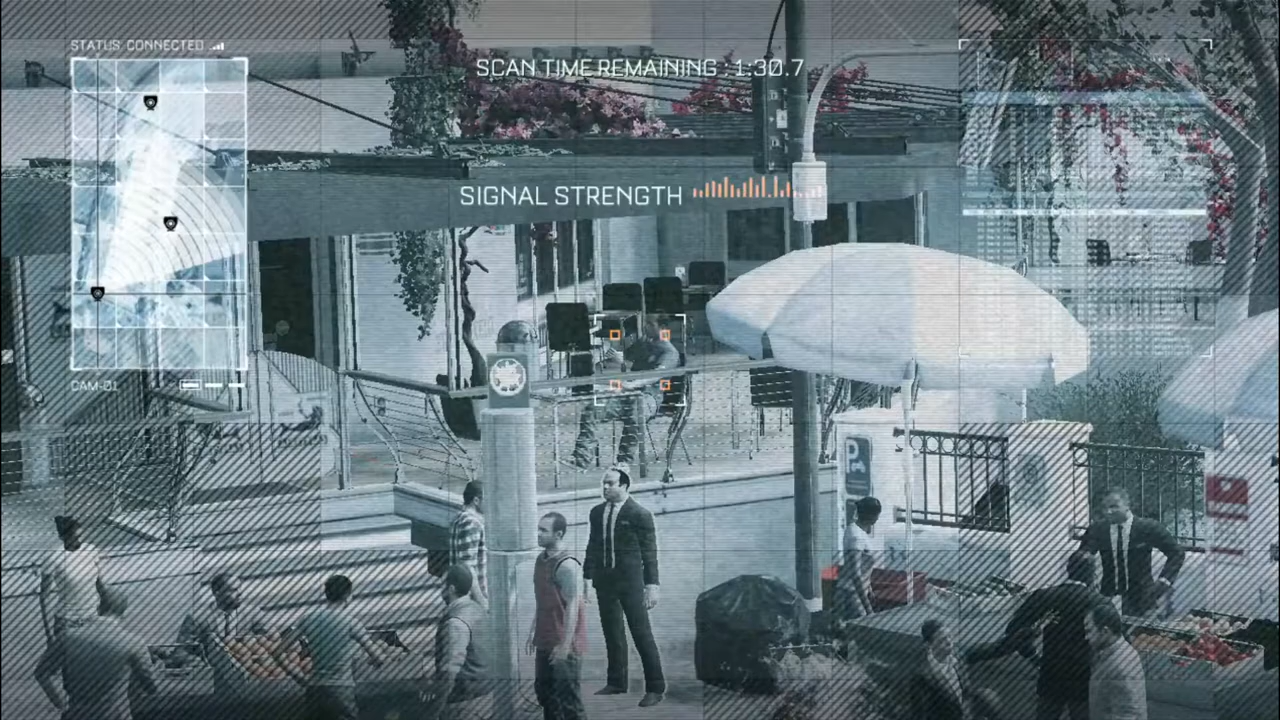 STATUS CONNECTED
SCAN TIME REMAINING : 1:30.7
SIGNAL STRENGTH
CAM-01
P